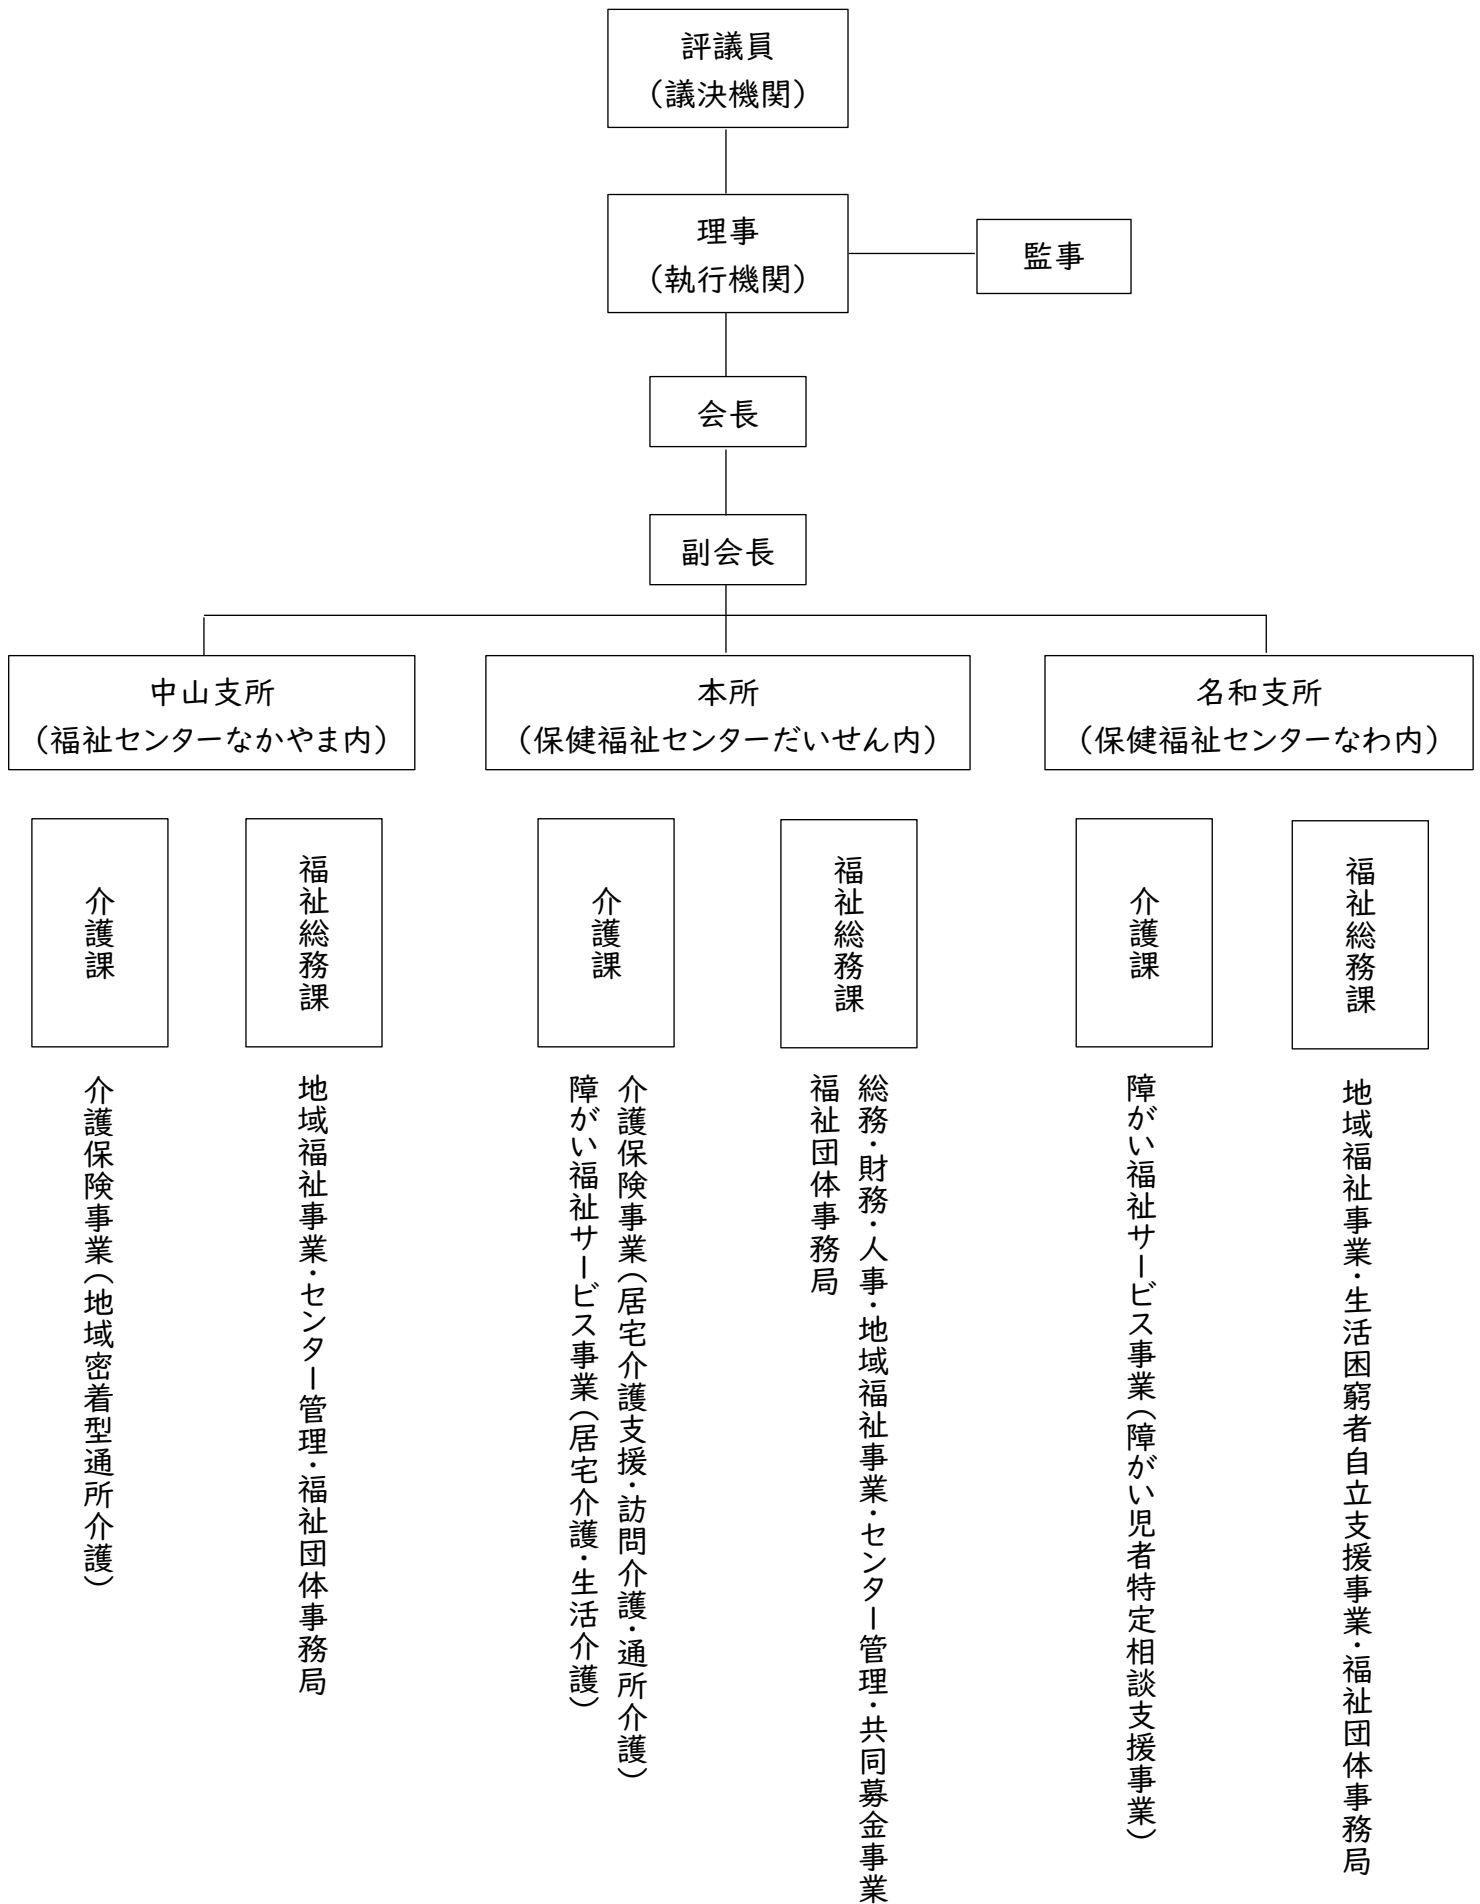 評議員
（議決機関）
理事
（執行機関）
監事
会長
副会長
中山支所
（福祉センターなかやま内）
本所
（保健福祉センターだいせん内）
名和支所
（保健福祉センターなわ内）
介護課
福祉総務課
介護課
福祉総務課
介護課
福祉総務課
介護保険事業（地域密着型通所介護）
地域福祉事業・センター管理・福祉団体事務局
介護保険事業（居宅介護支援・訪問介護・通所介護）
障がい福祉サービス事業（居宅介護・生活介護）
総務・財務・人事・地域福祉事業・センター管理・共同募金事業
福祉団体事務局
障がい福祉サービス事業（障がい児者特定相談支援事業）
地域福祉事業・生活困窮者自立支援事業・福祉団体事務局